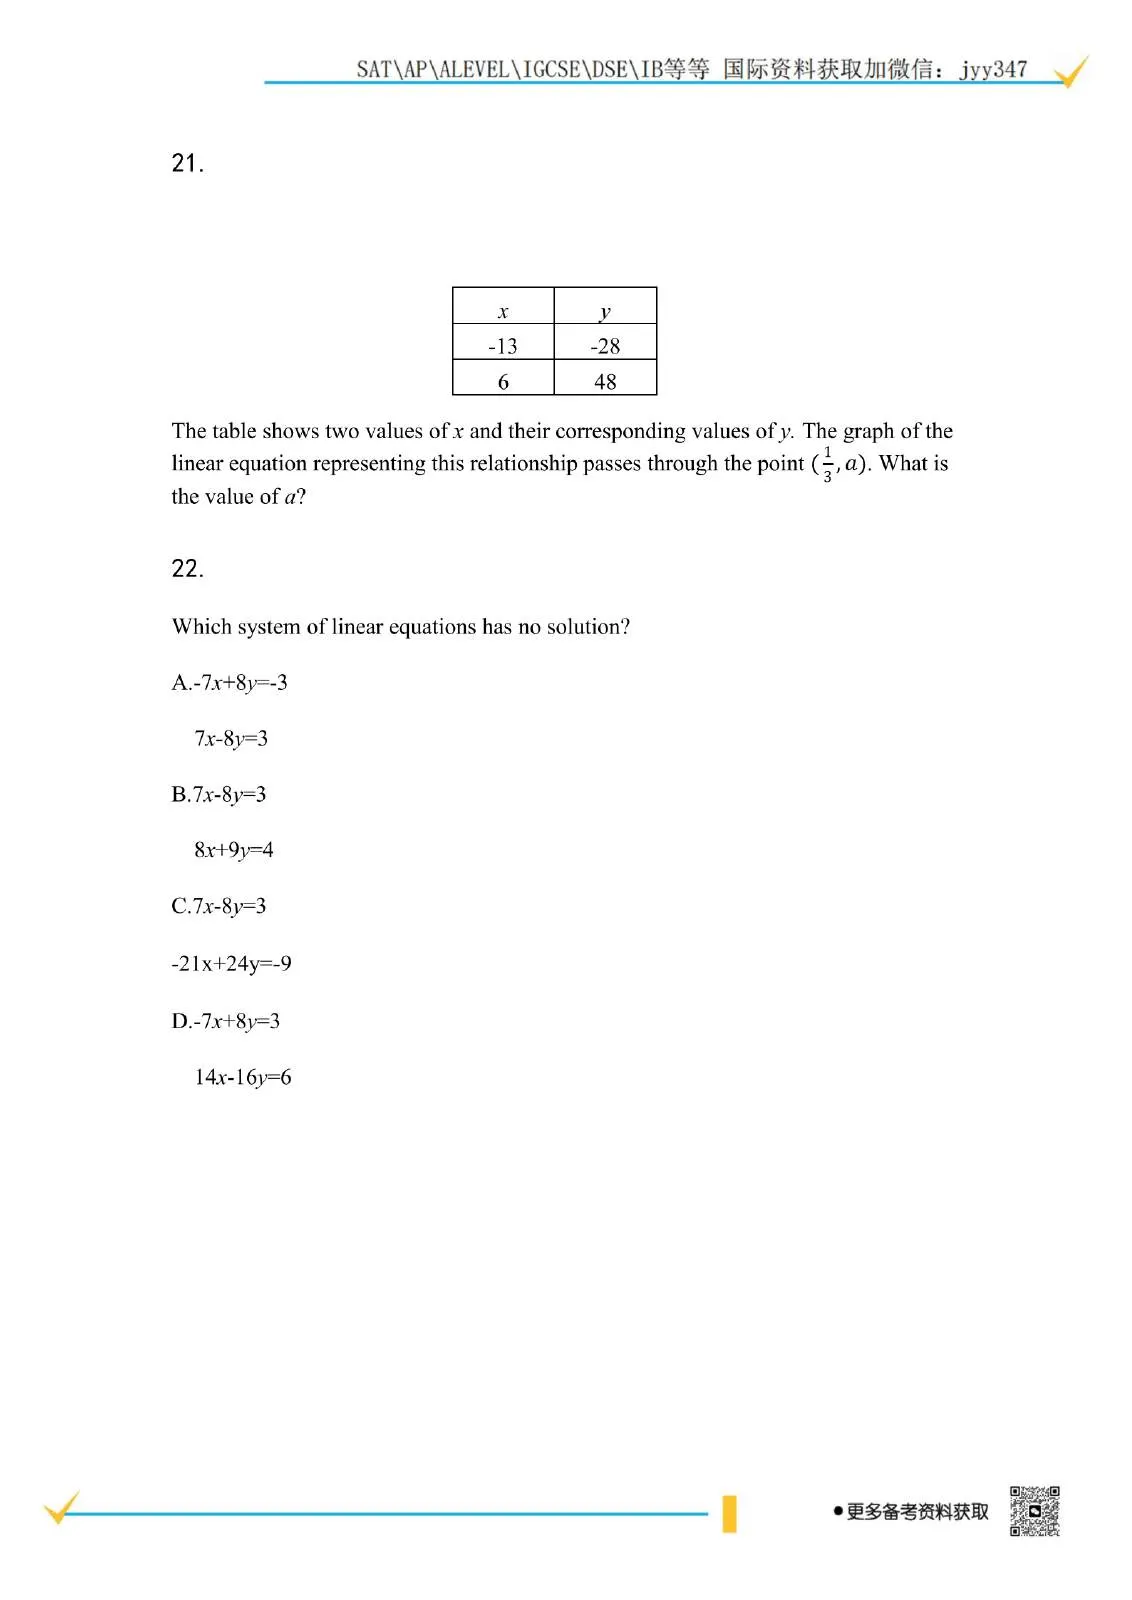 SAT\AP\ALEVEL\IGCSE\DSE\IB等等 国际资料获取加微信：jyy347
21.
x y
-13 -28
6 48
The table shows two values of x and their corresponding values of y. The graph of the
linear equation representing this relationship passes through the point (1/3, a). What is
the value of a?
22.
Which system of linear equations has no solution?
A.-7x+8y=-3
7x-8y=3
B.7x-8y=3
8x+9y=4
C.7x-8y=3
-21x+24y=-9
D.-7x+8y=3
14x-16y=6
●更多备考资料获取